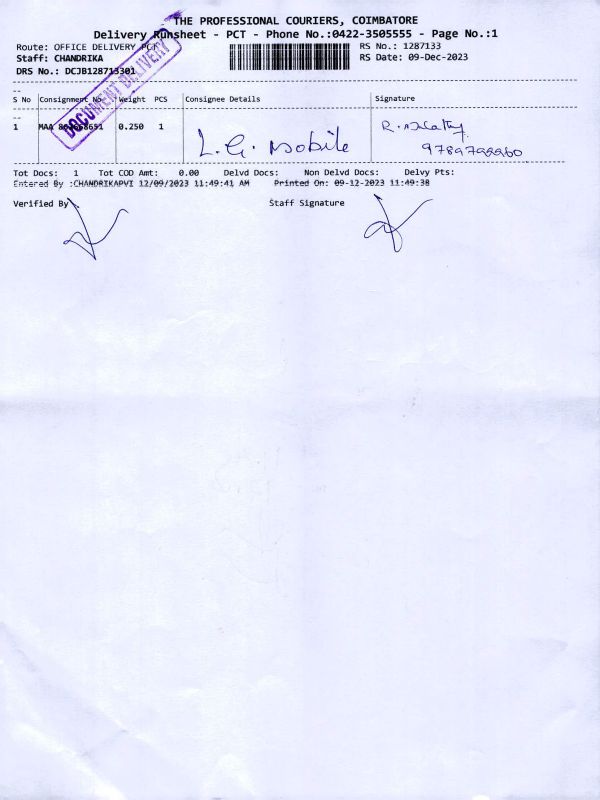 THE PROFESSIONAL COURIERS, COIMBATORE
Delivery Runsheet - PCT - Phone No.:0422-3505555 - Page No.:1
Route: OFFICE DELIVERY PCT
RS No.: 1287133
Staff: CHANDRIKA
RS Date: 09-Dec-2023
DRS No.: DCJB128713301
DOCUMENT DELIVERY
S No Consignment No. Weight PCS Consignee Details Signature
1 MAA 0.250 1 L.G. Mobile R.
Tot Docs: 1 Tot COD Amt: 0.00 Delvd Docs: Non Delvd Docs: Delvy Pts:
Entered By :CHANDRIKAPVI 12/09/2023 11:49:41 AM Printed On: 09-12-2023 11:49:38
Verified By Staff Signature